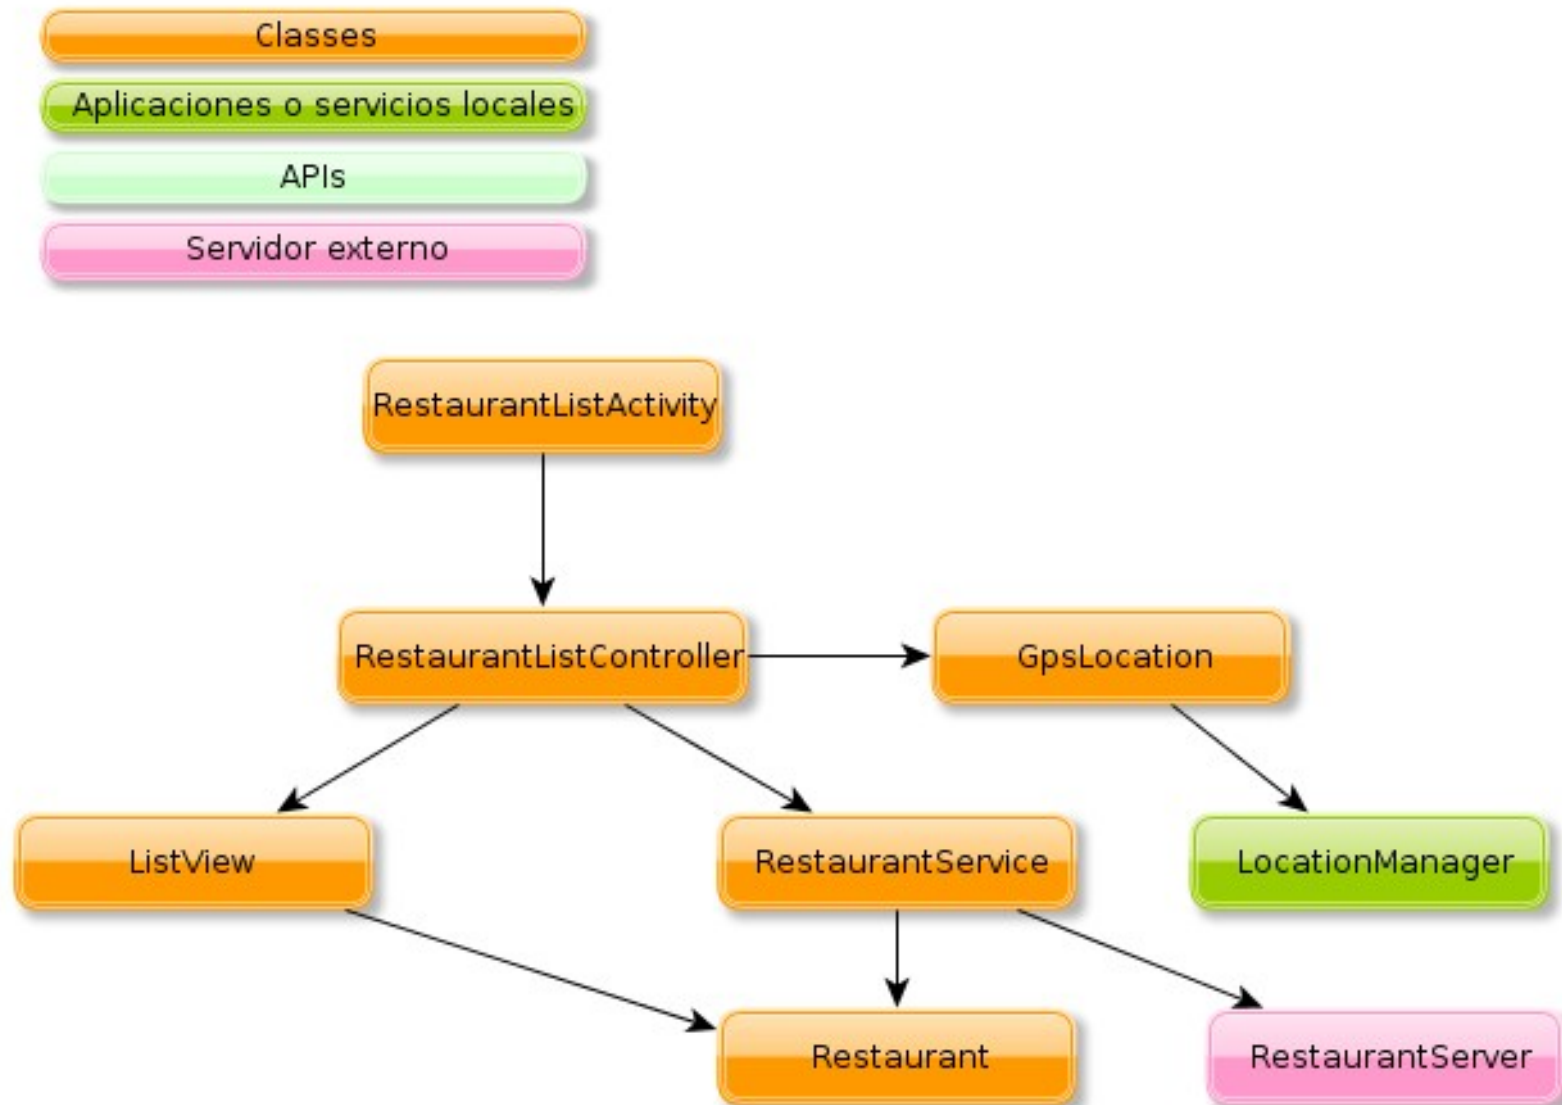 Classes
Aplicaciones o servicios locales
APIs
Servidor externo
RestaurantListActivity
RestaurantListController
GpsLocation
ListView
RestaurantService
LocationManager
Restaurant
RestaurantServer